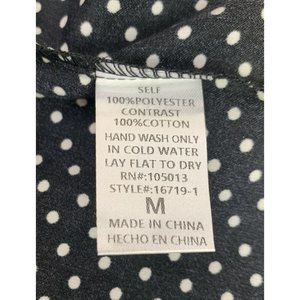 SELF
100%POLYESTER
CONTRAST
100%COTTON
HAND WASH ONLY
IN COLD WATER
LAY FLAT TO DRY
RN#:105013
STYLE#:16719-1
M
MADE IN CHINA
HECHO EN CHINA